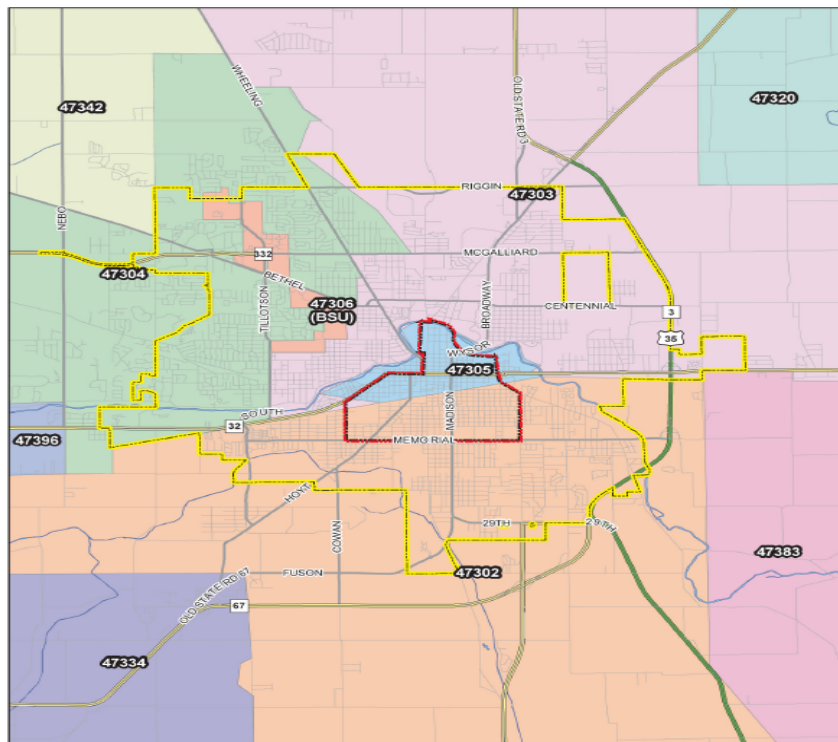 WHEELING
OLD STATE RD 3
47320
47342
RIGGIN
47303
NEBO
332
MCGALLIARD
47304
BETHEL
TILLOTSON
47306
(BSU)
BROADWAY
CENTENNIAL
3
35
WYSOR
47305
MADISON
SOUTH
32
47396
MEMORIAL
HOYT
29TH
29TH
COWAN
47383
FUSON
47302
OLD STATE RD 67
67
47334